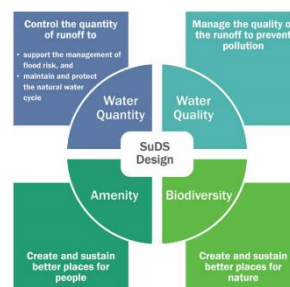 Control the quantity
of runoff to
• support the management of
flood risk, and
• maintain and protect
the natural water
cycle
Manage the quality of
the runoff to prevent
pollution
Water
Quantity
Water
Quality
SuDS
Design
Amenity
Biodiversity
Create and sustain
better places for
people
Create and sustain
better places for
nature